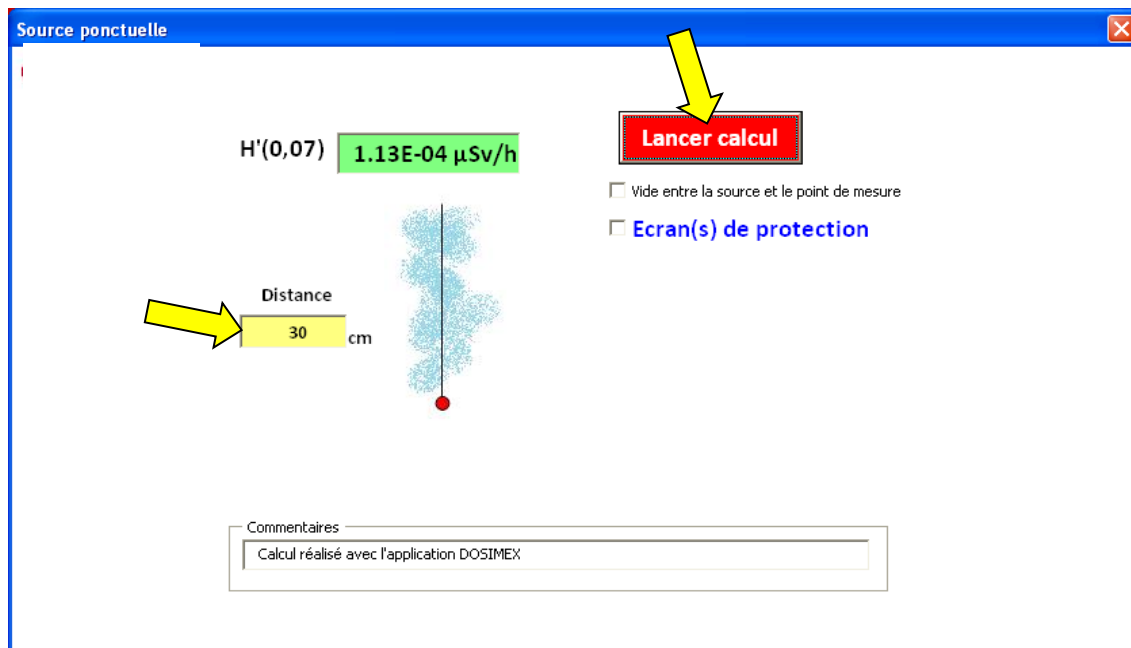 Source ponctuelle
H'(0,07) 1.13E-04 µSv/h
Lancer calcul
Vide entre la source et le point de mesure
Ecran(s) de protection
Distance
30 cm
Commentaires
Calcul réalisé avec l'application DOSIMEX